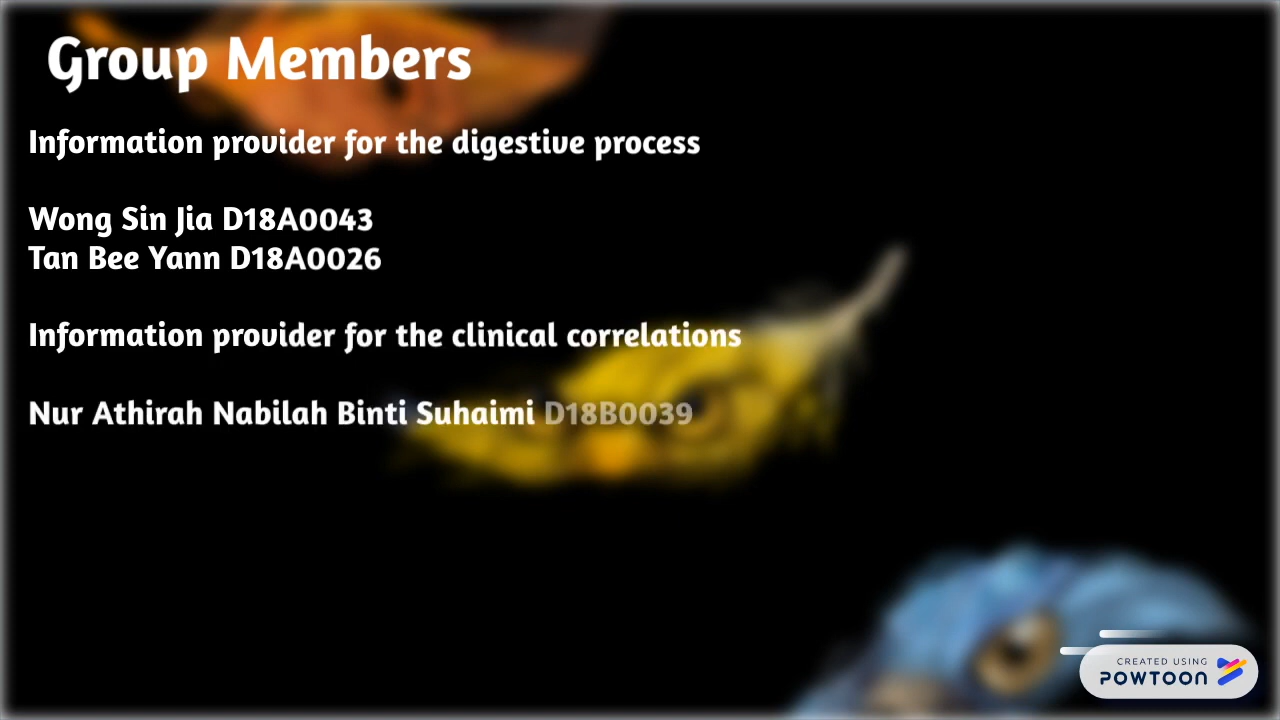 Group Members
Information provider for the digestive process
Wong Sin Jia D18A0043
Tan Bee Yann D18A0026
Information provider for the clinical correlations
Nur Athirah Nabilah Binti Suhaimi D18B0039
CREATED USING
POWTOON